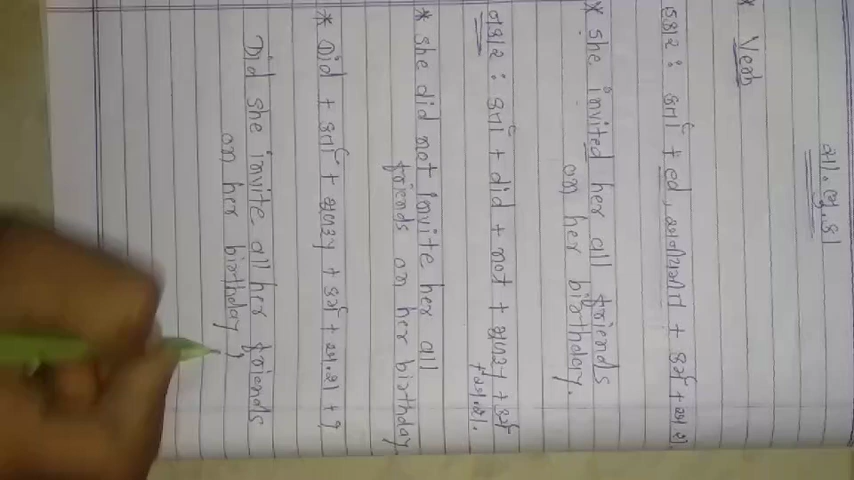 સા.ભૂ.કા
* Verb
હકાર : કર્તા + ed, અનિયમિત + કર્મ + અ.શ.
* she invited her all friends
on her birthday.
નકાર : કર્તા + did + not + મૂળરૂપ + કર્મ
+ અ.શ.
* she did not invite her all
friends on her birthday
* Did + કર્તા + મૂળરૂપ + કર્મ + અ.શ + ?
Did she invite all her friends
on her birthday